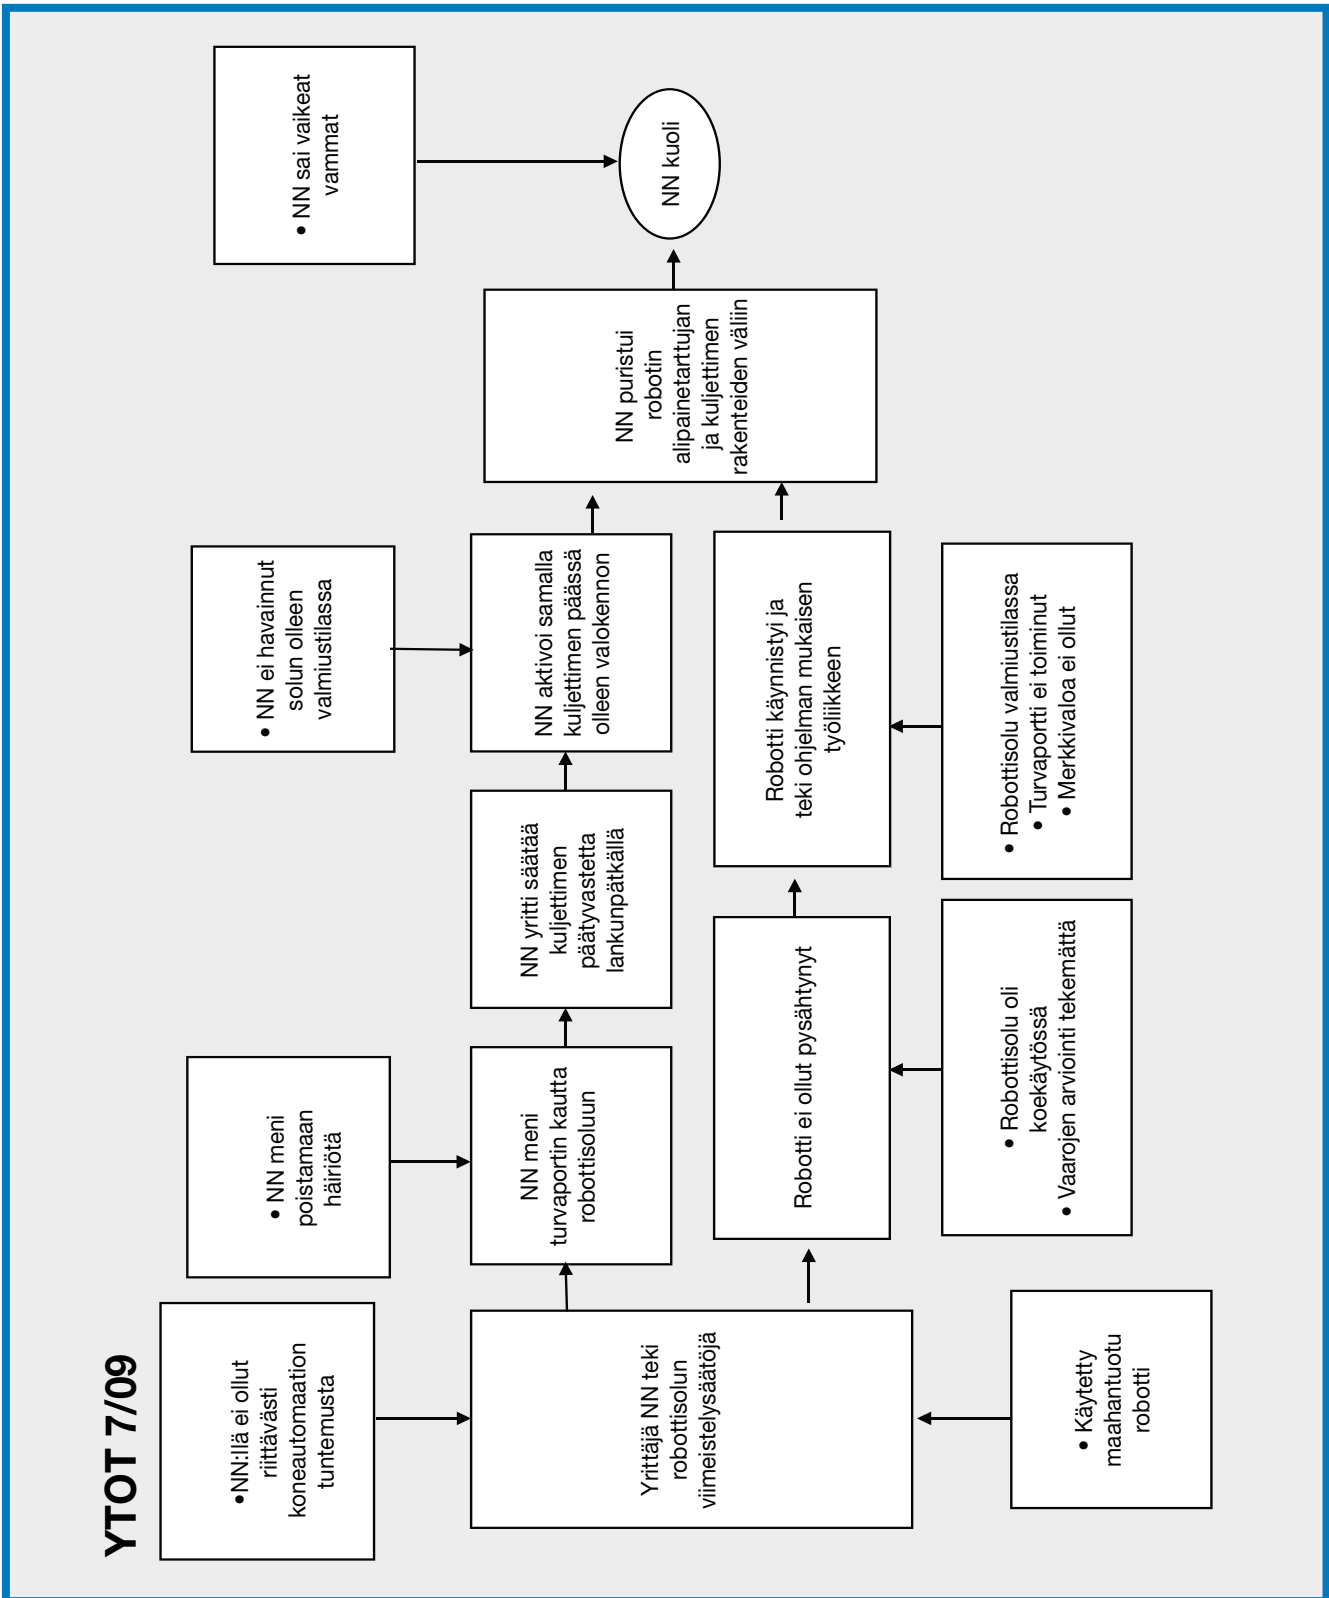 YTOT 7/09
•NN:llä ei ollut
riittävästi
koneautomaation
tuntemusta
• NN meni
poistamaan
häiriötä
• NN ei havainnut
solun olleen
valmiustilassa
• NN sai vaikeat
vammat
Yrittäjä NN teki
robottisolun
viimeistelysäätöjä
NN meni
turvaportin kautta
robottisoluun
NN yritti säätää
kuljettimen
päätyvastetta
lankunpätkällä
NN aktivoi samalla
kuljettimen päässä
olleen valokennon
NN puristui
robotin
alipainetarttujan
ja kuljettimen
rakenteiden väliin
NN kuoli
Robotti ei ollut pysähtynyt
Robotti käynnistyi ja
teki ohjelman mukaisen
työliikkeen
• Käytetty
maahantuotu
robotti
• Robottisolu oli
koekäytössä
• Vaarojen arviointi tekemättä
• Robottisolu valmiustilassa
• Turvaportti ei toiminut
• Merkkivaloa ei ollut